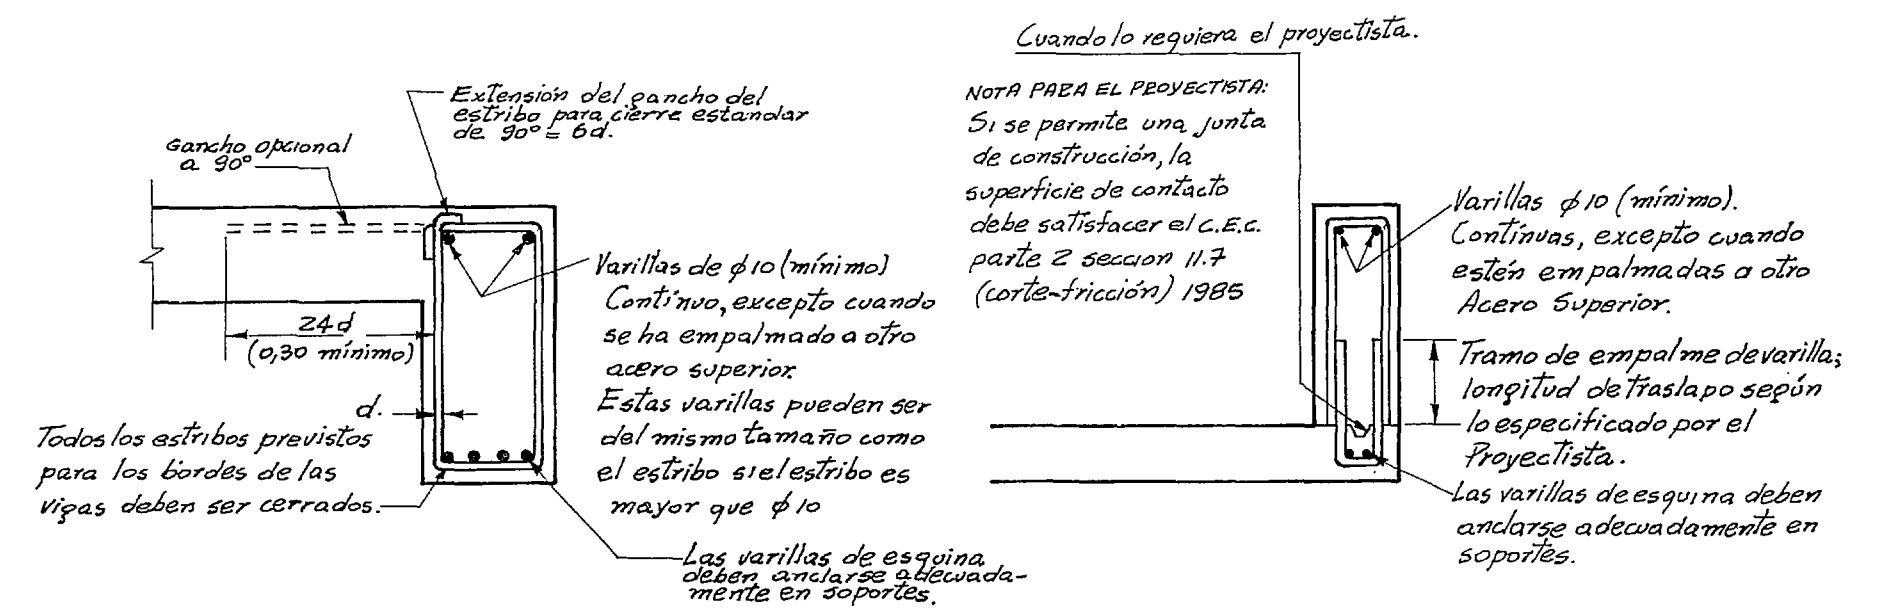 Extensión del gancho del
estribo para cierre estandar
de 90° = 6d.
Gancho opcional
a 90°
24d
(0,30 mínimo)
d.
Todos los estribos previstos
para los bordes de las
vigas deben ser cerrados.
Varillas de φ10 (mínimo)
Contínuo, excepto cuando
se ha empalmado a otro
acero superior.
Estas varillas pueden ser
del mismo tamaño como
el estribo si el estribo es
mayor que φ10
Las varillas de esquina
deben anclarse adecuada-
mente en soportes.
Cuando lo requiera el proyectista.
NOTA PARA EL PROYECTISTA:
Si se permite una junta
de construcción, la
superficie de contacto
debe satisfacer el C.E.C.
parte 2 seccion 11.7
(corte-fricción) 1985
Varillas φ10 (mínimo).
Contínuas, excepto cuando
estén empalmadas a otro
Acero Superior.
Tramo de empalme de varilla;
longitud de traslapo según
lo especificado por el
Proyectista.
Las varillas de esquina deben
anclarse adecuadamente en
soportes.